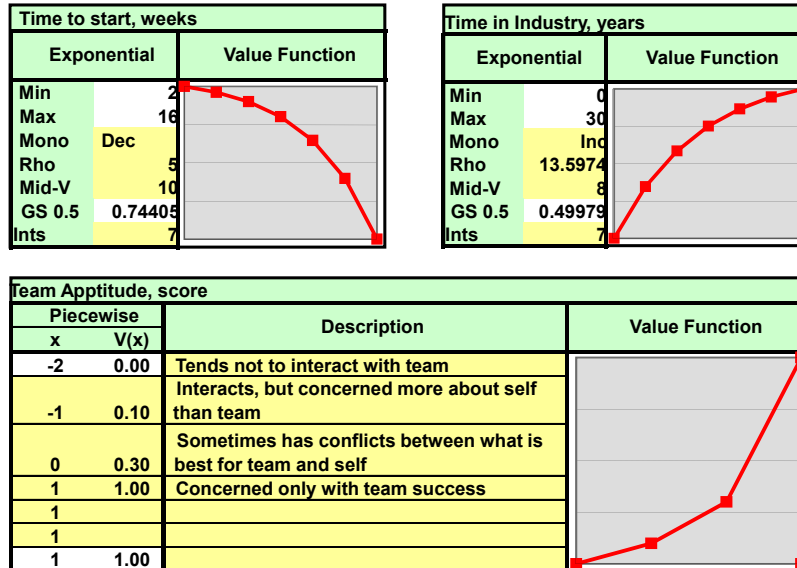 Time to start, weeks
Exponential Value Function
Min 2
Max 16
Mono Dec
Rho 5
Mid-V 10
GS 0.5 0.74405
Ints 7
Time in Industry, years
Exponential Value Function
Min 0
Max 30
Mono Inc
Rho 13.5974
Mid-V 8
GS 0.5 0.49979
Ints 7
Team Apptitude, score
Piecewise Description Value Function
x V(x)
-2 0.00 Tends not to interact with team
Interacts, but concerned more about self
-1 0.10 than team
Sometimes has conflicts between what is
0 0.30 best for team and self
1 1.00 Concerned only with team success
1
1
1 1.00